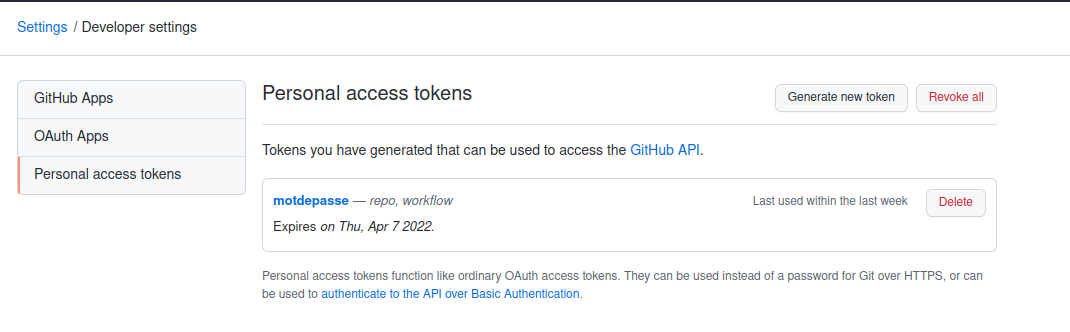 Settings / Developer settings
GitHub Apps
OAuth Apps
Personal access tokens
Personal access tokens
Generate new token
Revoke all
Tokens you have generated that can be used to access the GitHub API.
motdepasse — repo, workflow
Last used within the last week
Delete
Expires on Thu, Apr 7 2022.
Personal access tokens function like ordinary OAuth access tokens. They can be used instead of a password for Git over HTTPS, or can
be used to authenticate to the API over Basic Authentication.